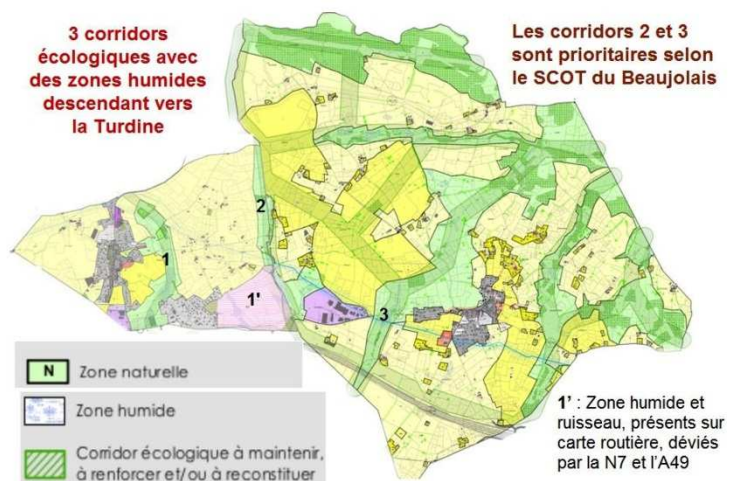 3 corridors
écologiques avec
des zones humides
descendant vers
la Turdine
Les corridors 2 et 3
sont prioritaires selon
le SCOT du Beaujolais
2
1
1'
3
N Zone naturelle
Zone humide
Corridor écologique à maintenir,
à renforcer et/ou à reconstituer
1' : Zone humide et
ruisseau, présents sur
carte routière, déviés
par la N7 et l'A49